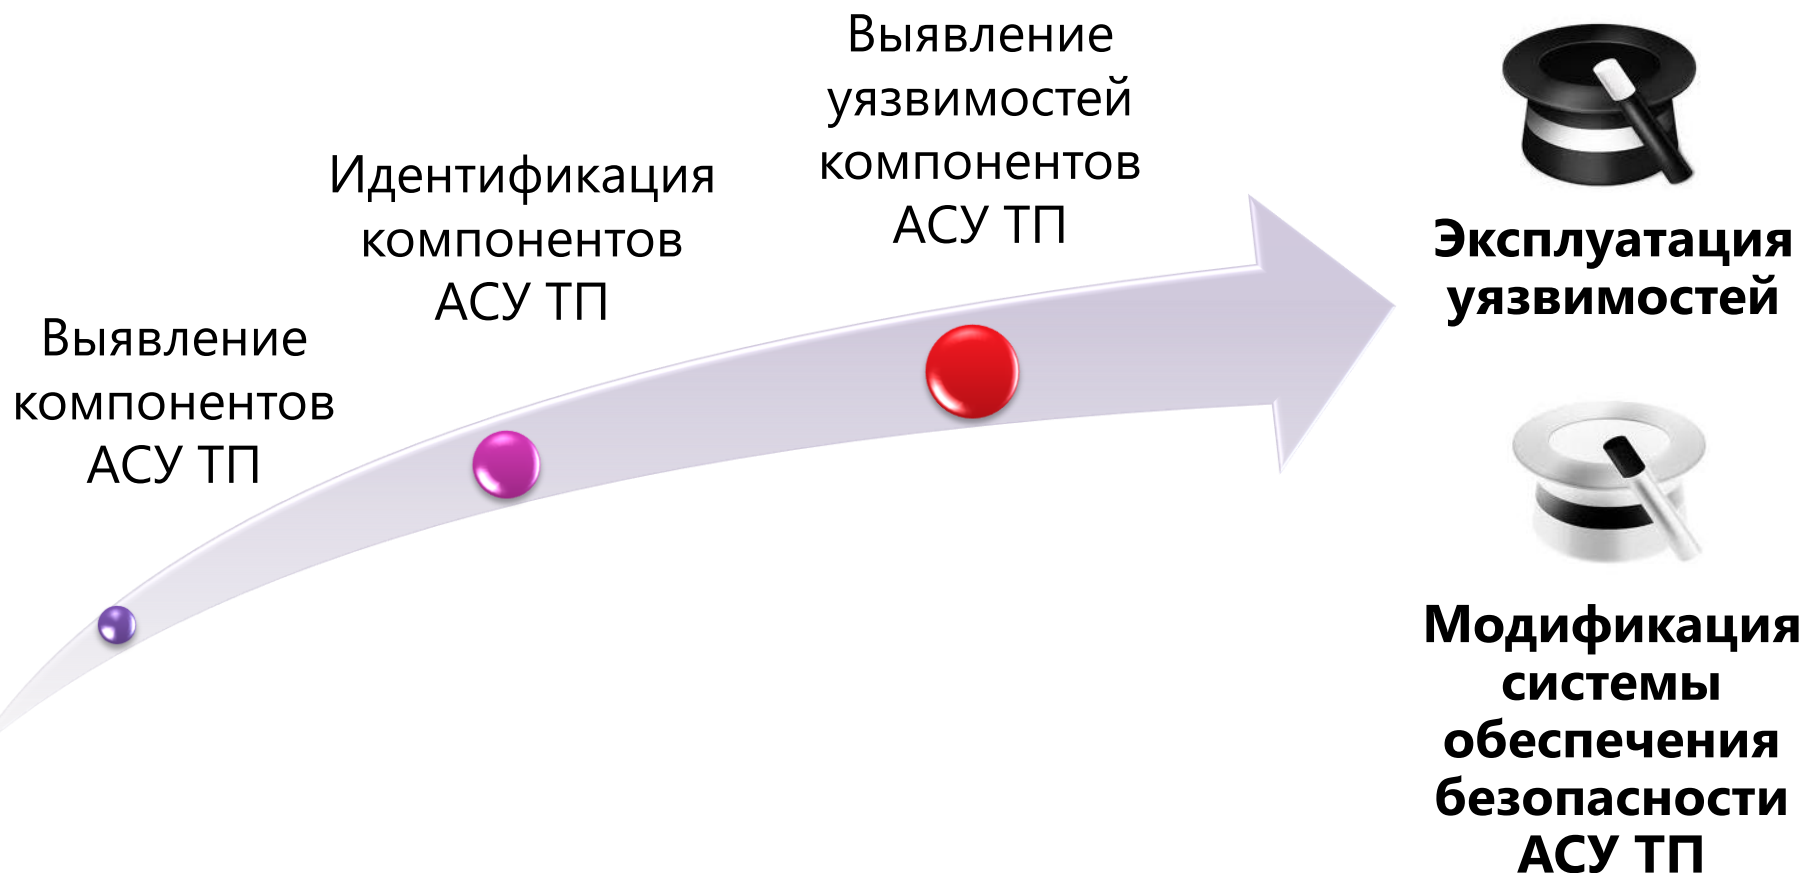 Выявление
компонентов
АСУ ТП
Идентификация
компонентов
АСУ ТП
Выявление
уязвимостей
компонентов
АСУ ТП
Эксплуатация
уязвимостей
Модификация
системы
обеспечения
безопасности
АСУ ТП